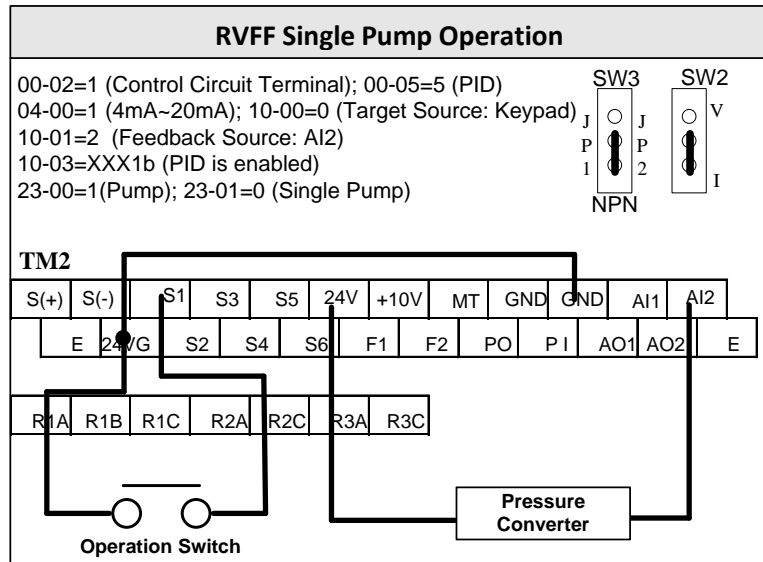 RVFF Single Pump Operation
00-02=1 (Control Circuit Terminal); 00-05=5 (PID)
04-00=1 (4mA~20mA); 10-00=0 (Target Source: Keypad)
10-01=2 (Feedback Source: AI2)
10-03=XXX1b (PID is enabled)
23-00=1(Pump); 23-01=0 (Single Pump)
SW3 SW2
J J V
P P
1 2 I
NPN
TM2
S(+) S(-) S1 S3 S5 24V +10V MT GND GND AI1 AI2
E 24VG S2 S4 S6 F1 F2 PO P I AO1 AO2 E
R1A R1B R1C R2A R2C R3A R3C
Pressure
Converter
Operation Switch